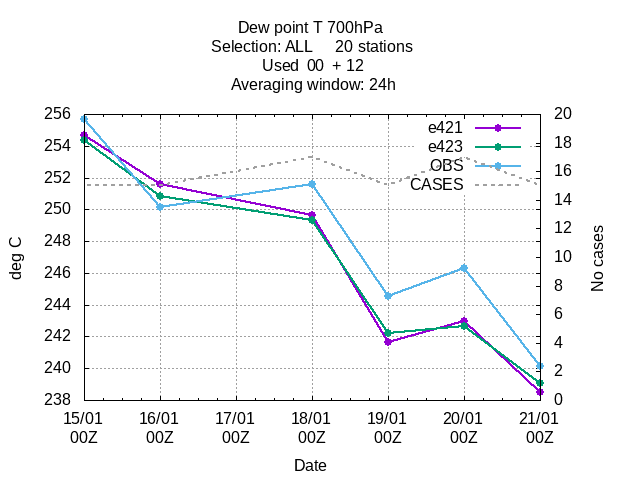 Dew point T 700hPa
Selection: ALL     20 stations
Used  00  + 12
Averaging window: 24h
256
254
252
250
248
246
244
242
240
238
deg C
20
18
16
14
12
10
8
6
4
2
0
No cases
e421
e423
OBS
CASES
15/01 16/01 17/01 18/01 19/01 20/01 21/01
00Z 00Z 00Z 00Z 00Z 00Z 00Z
Date